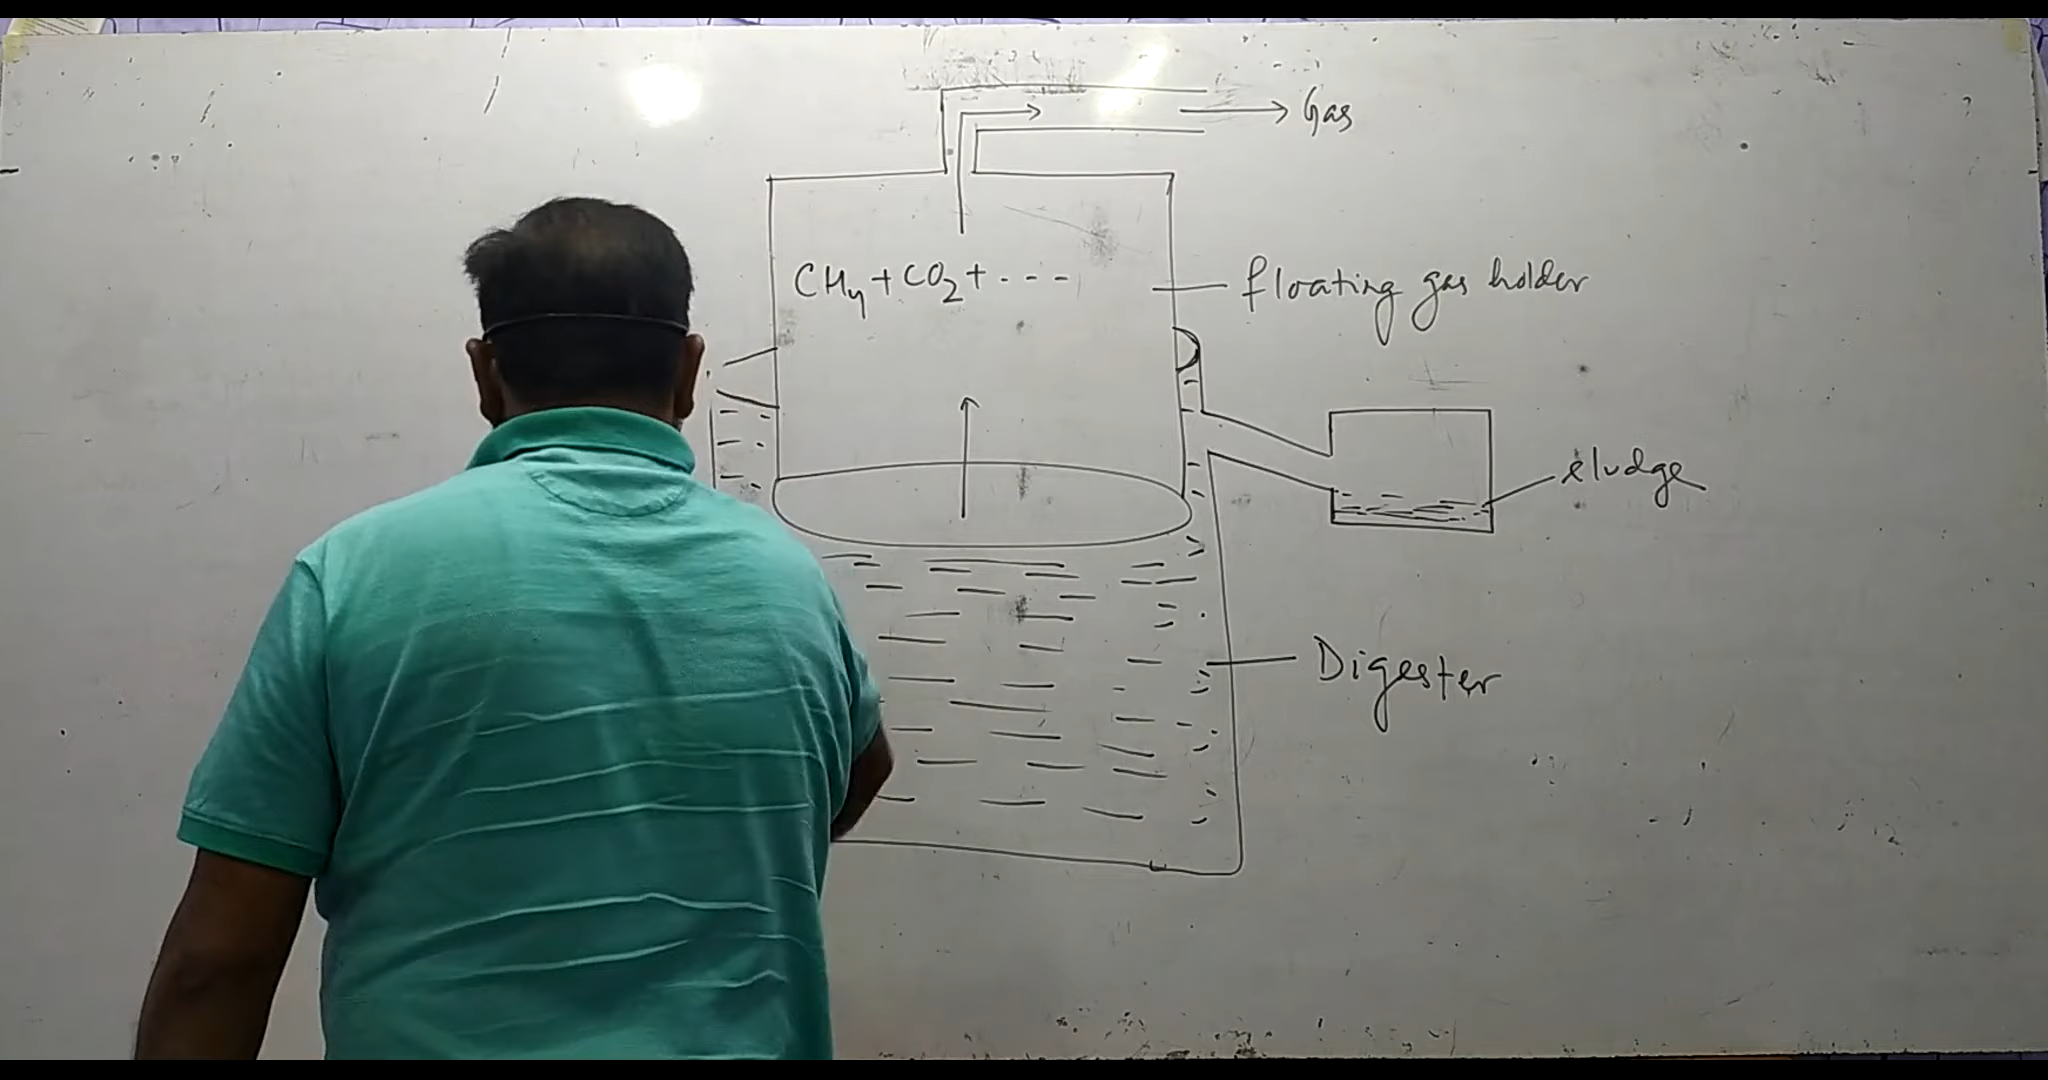 Gas
CH4+CO2+---
floating gas holder
sludge
Digester